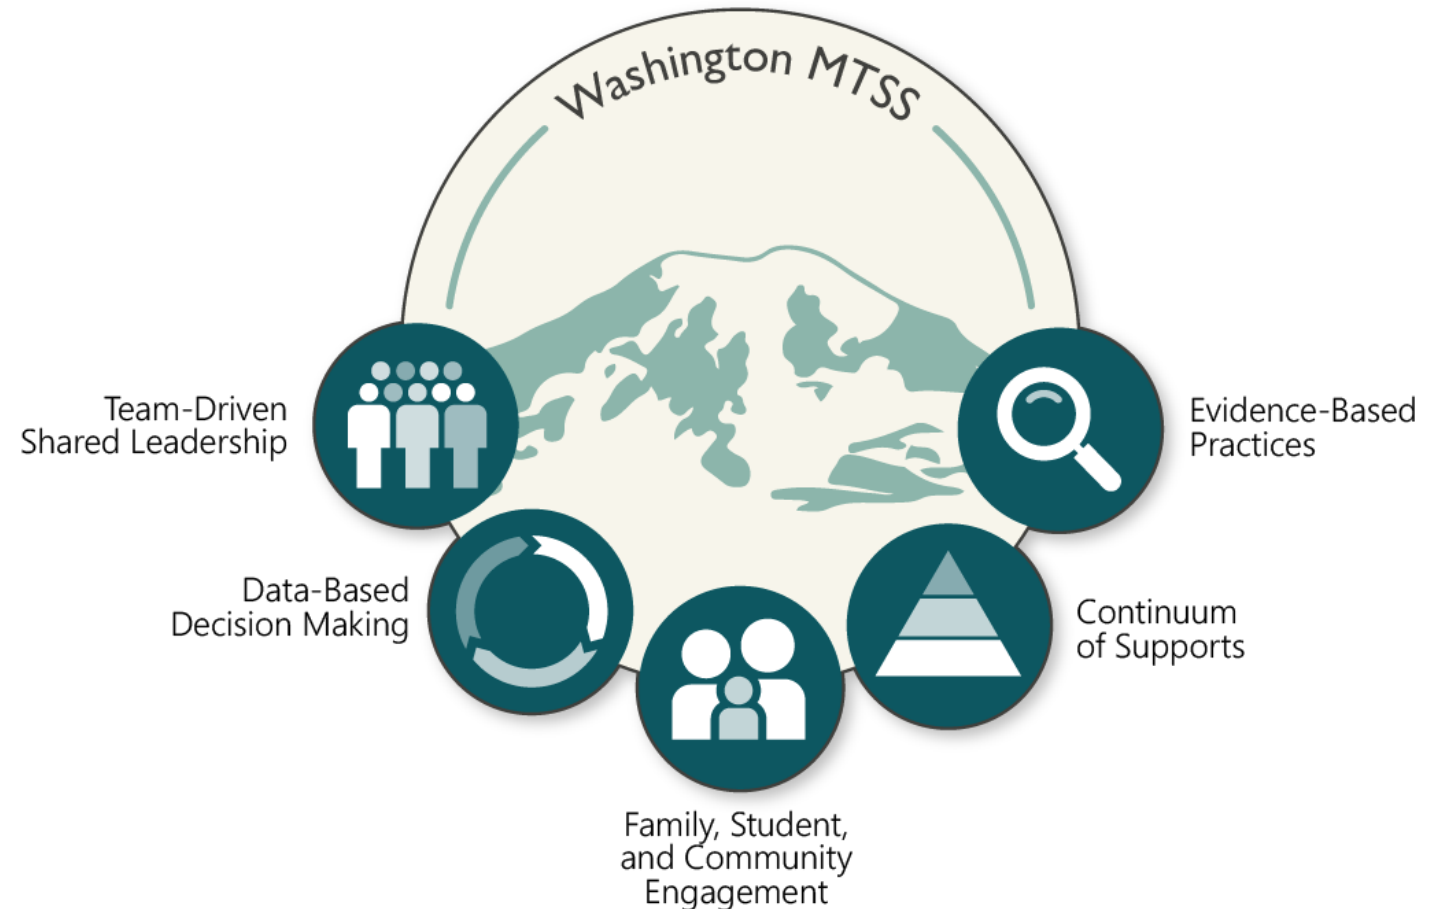 Washington MTSS
Team-Driven
Shared Leadership
Evidence-Based
Practices
Data-Based
Decision Making
Continuum
of Supports
Family, Student,
and Community
Engagement